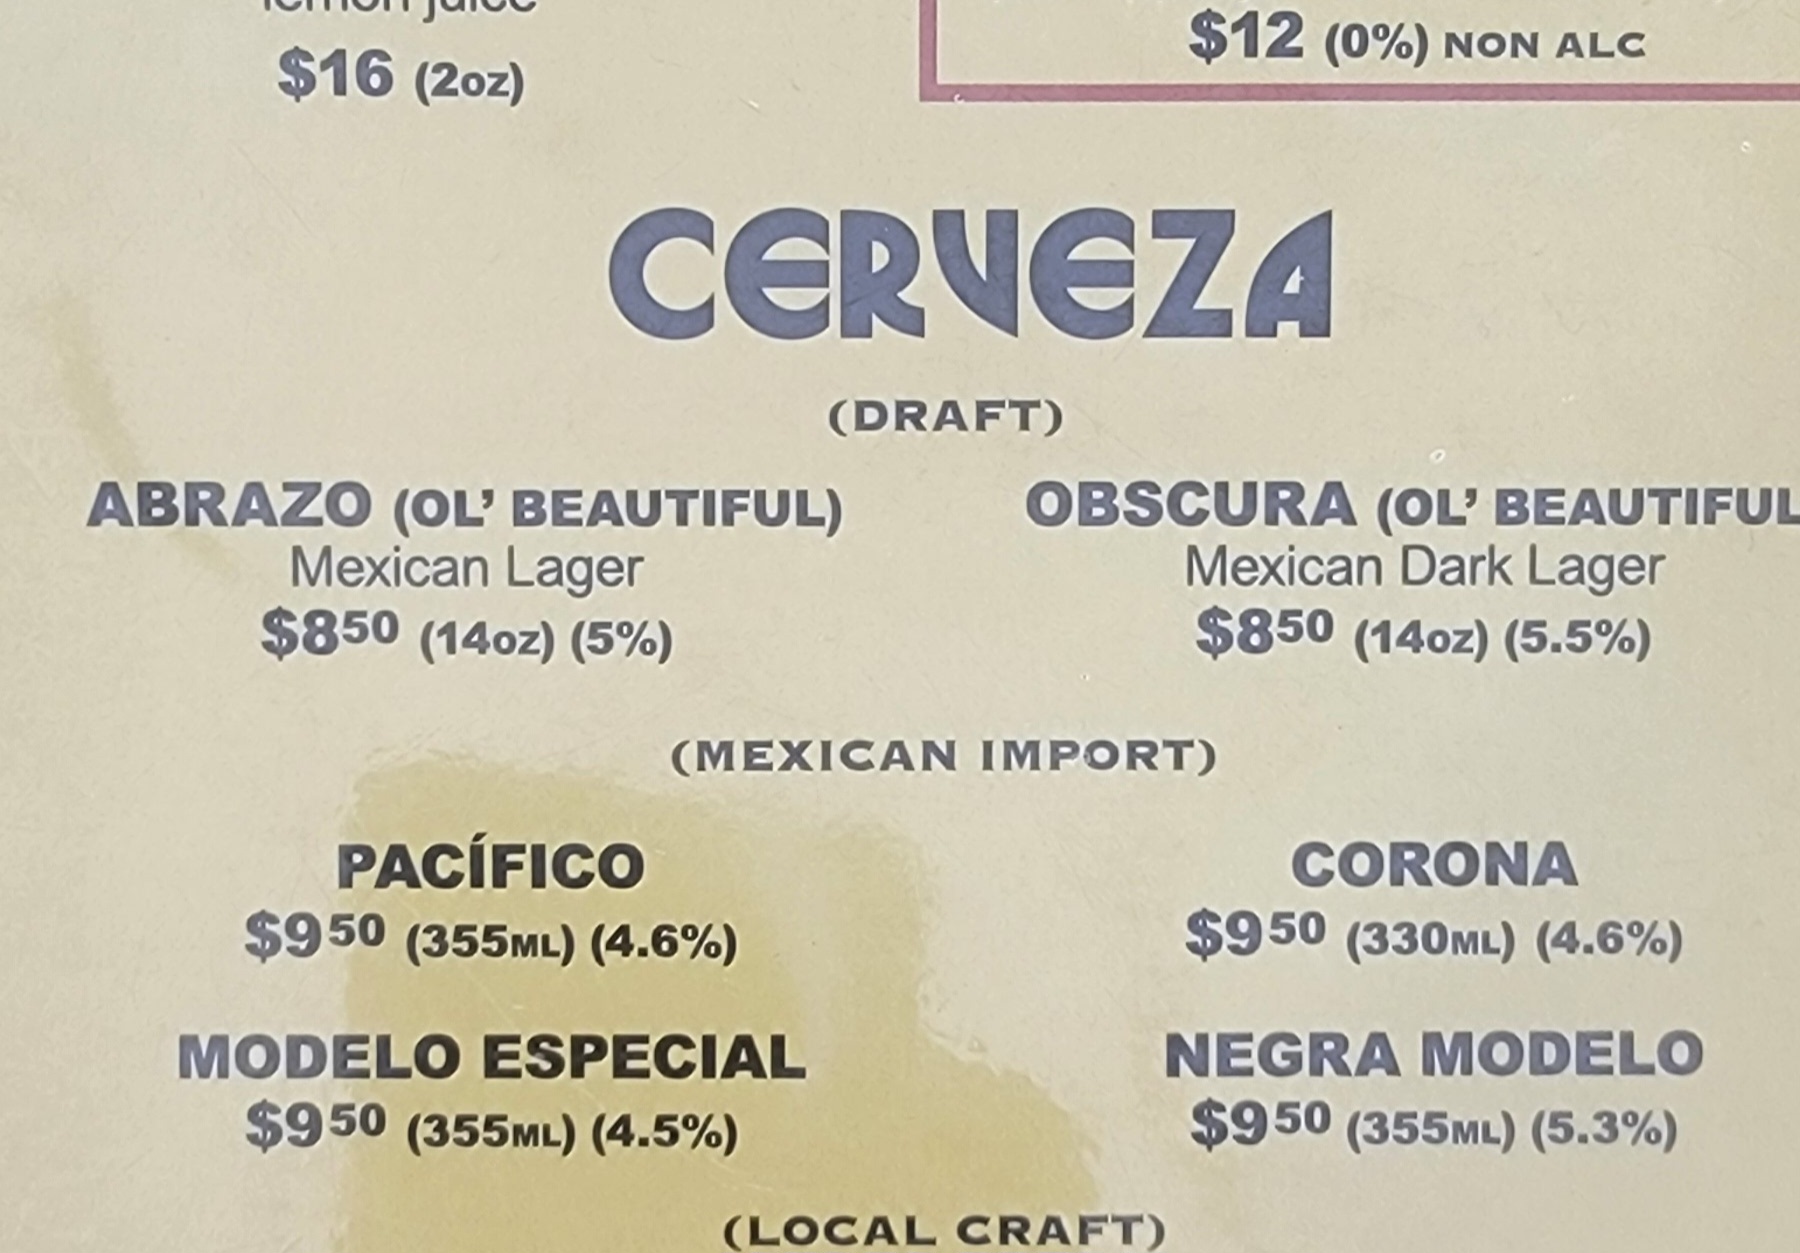 lemon juice
$16 (2oz)
$12 (0%) NON ALC
CERVEZA
(DRAFT)
ABRAZO (OL’ BEAUTIFUL)
Mexican Lager
$8⁵⁰ (14oz) (5%)
OBSCURA (OL’ BEAUTIFUL
Mexican Dark Lager
$8⁵⁰ (14oz) (5.5%)
(MEXICAN IMPORT)
PACÍFICO
$9⁵⁰ (355ML) (4.6%)
CORONA
$9⁵⁰ (330ML) (4.6%)
MODELO ESPECIAL
$9⁵⁰ (355ML) (4.5%)
NEGRA MODELO
$9⁵⁰ (355ML) (5.3%)
(LOCAL CRAFT)